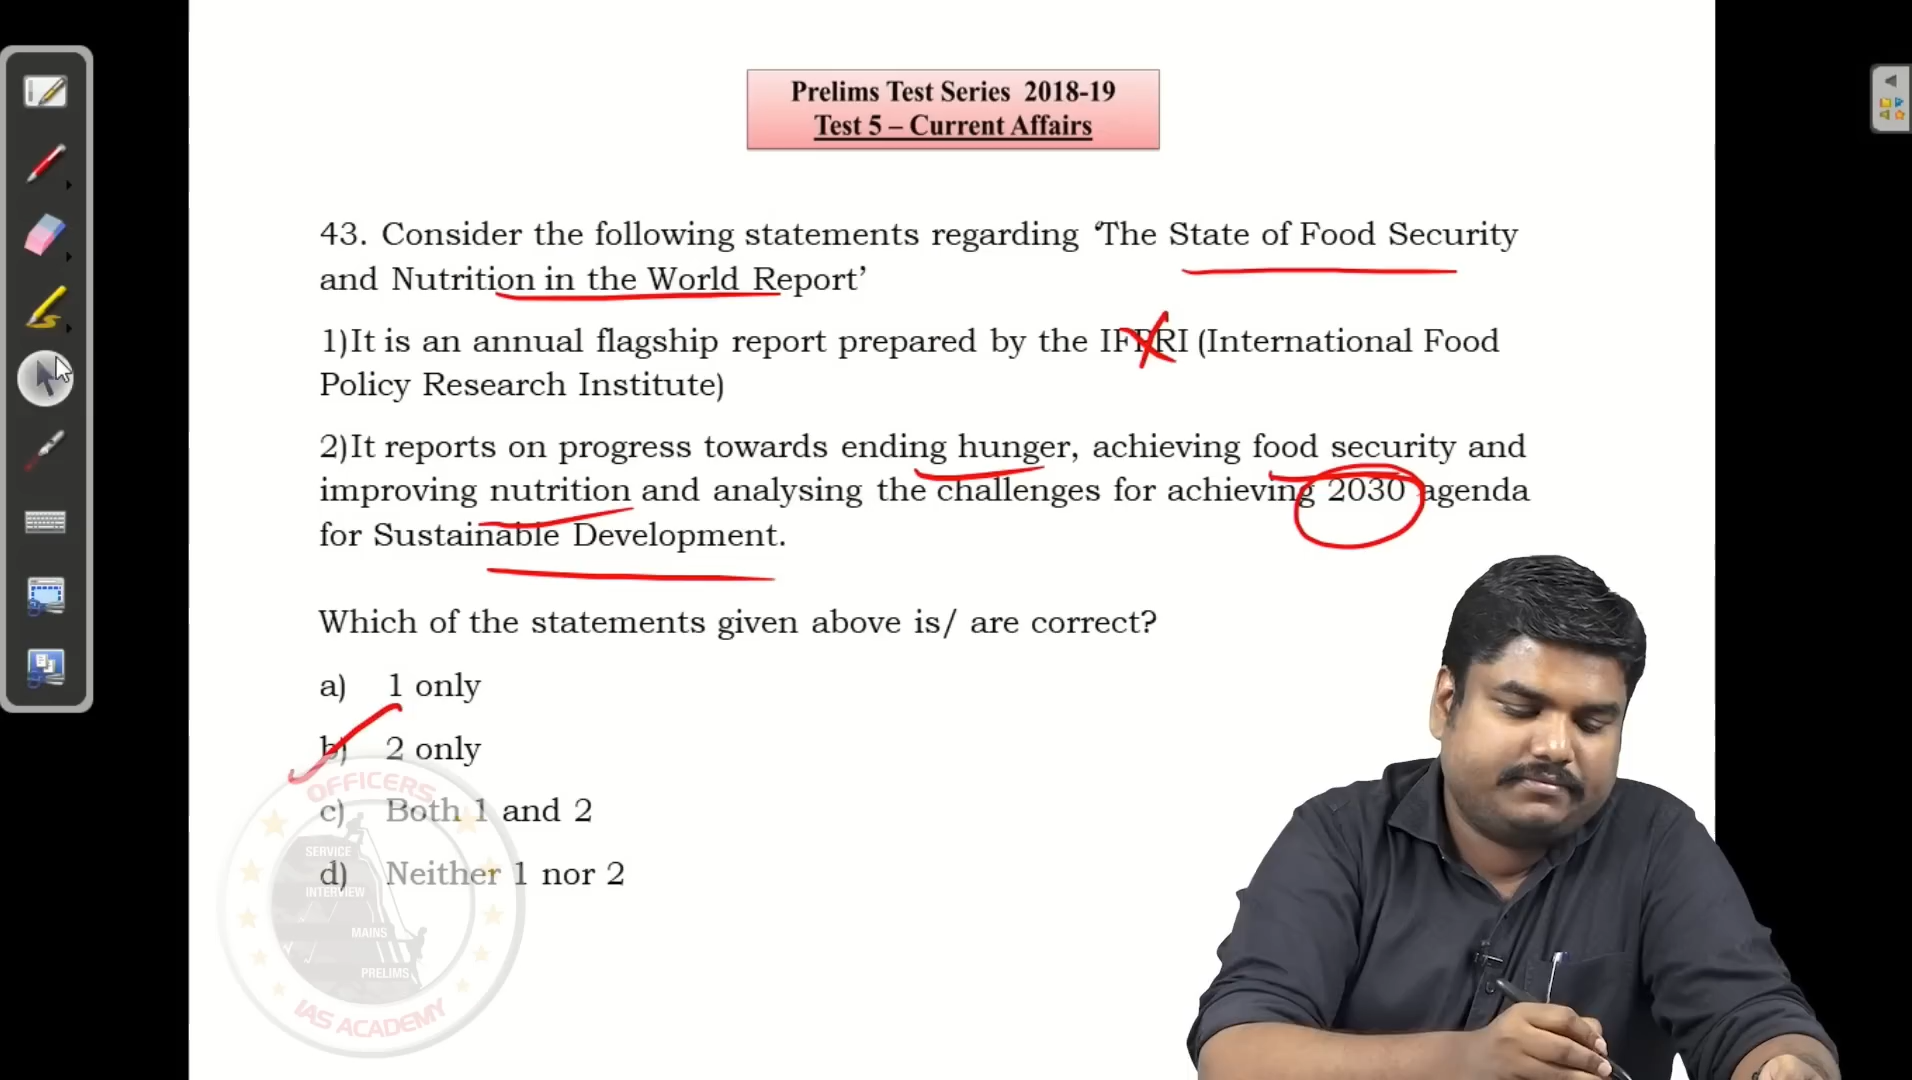 Prelims Test Series 2018-19
Test 5 – Current Affairs
43. Consider the following statements regarding ‘The State of Food Security
and Nutrition in the World Report’
1)It is an annual flagship report prepared by the IFPRI (International Food
Policy Research Institute)
2)It reports on progress towards ending hunger, achieving food security and
improving nutrition and analysing the challenges for achieving 2030 agenda
for Sustainable Development.
Which of the statements given above is/ are correct?
a) 1 only
b) 2 only
c) Both 1 and 2
d) Neither 1 nor 2
OFFICERS
SERVICE
INTERVIEW
MAINS
PRELIMS
IAS ACADEMY